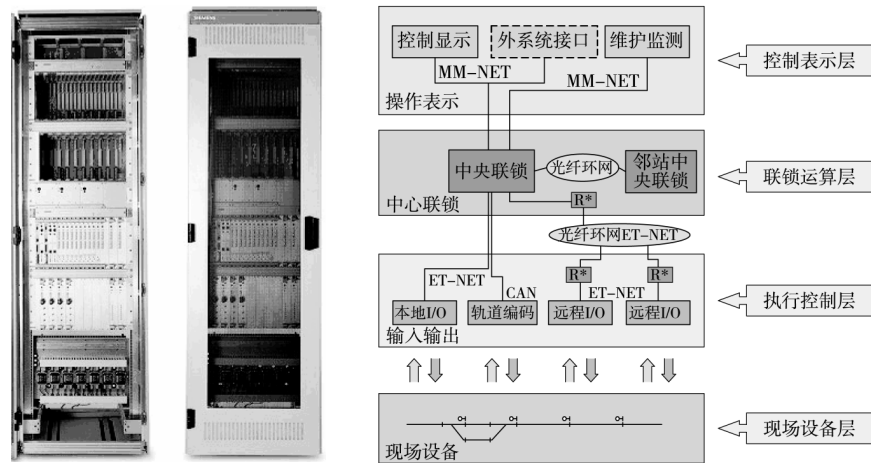 SIEMENS
控制显示
外系统接口
维护监测
MM-NET
MM-NET
操作表示
控制表示层
中央联锁
光纤环网
邻站中
央联锁
R*
中心联锁
联锁运算层
光纤环网ET-NET
R*
R*
ET-NET
CAN
ET-NET
本地I/O
轨道编码
远程I/O
远程I/O
输入输出
执行控制层
现场设备
现场设备层